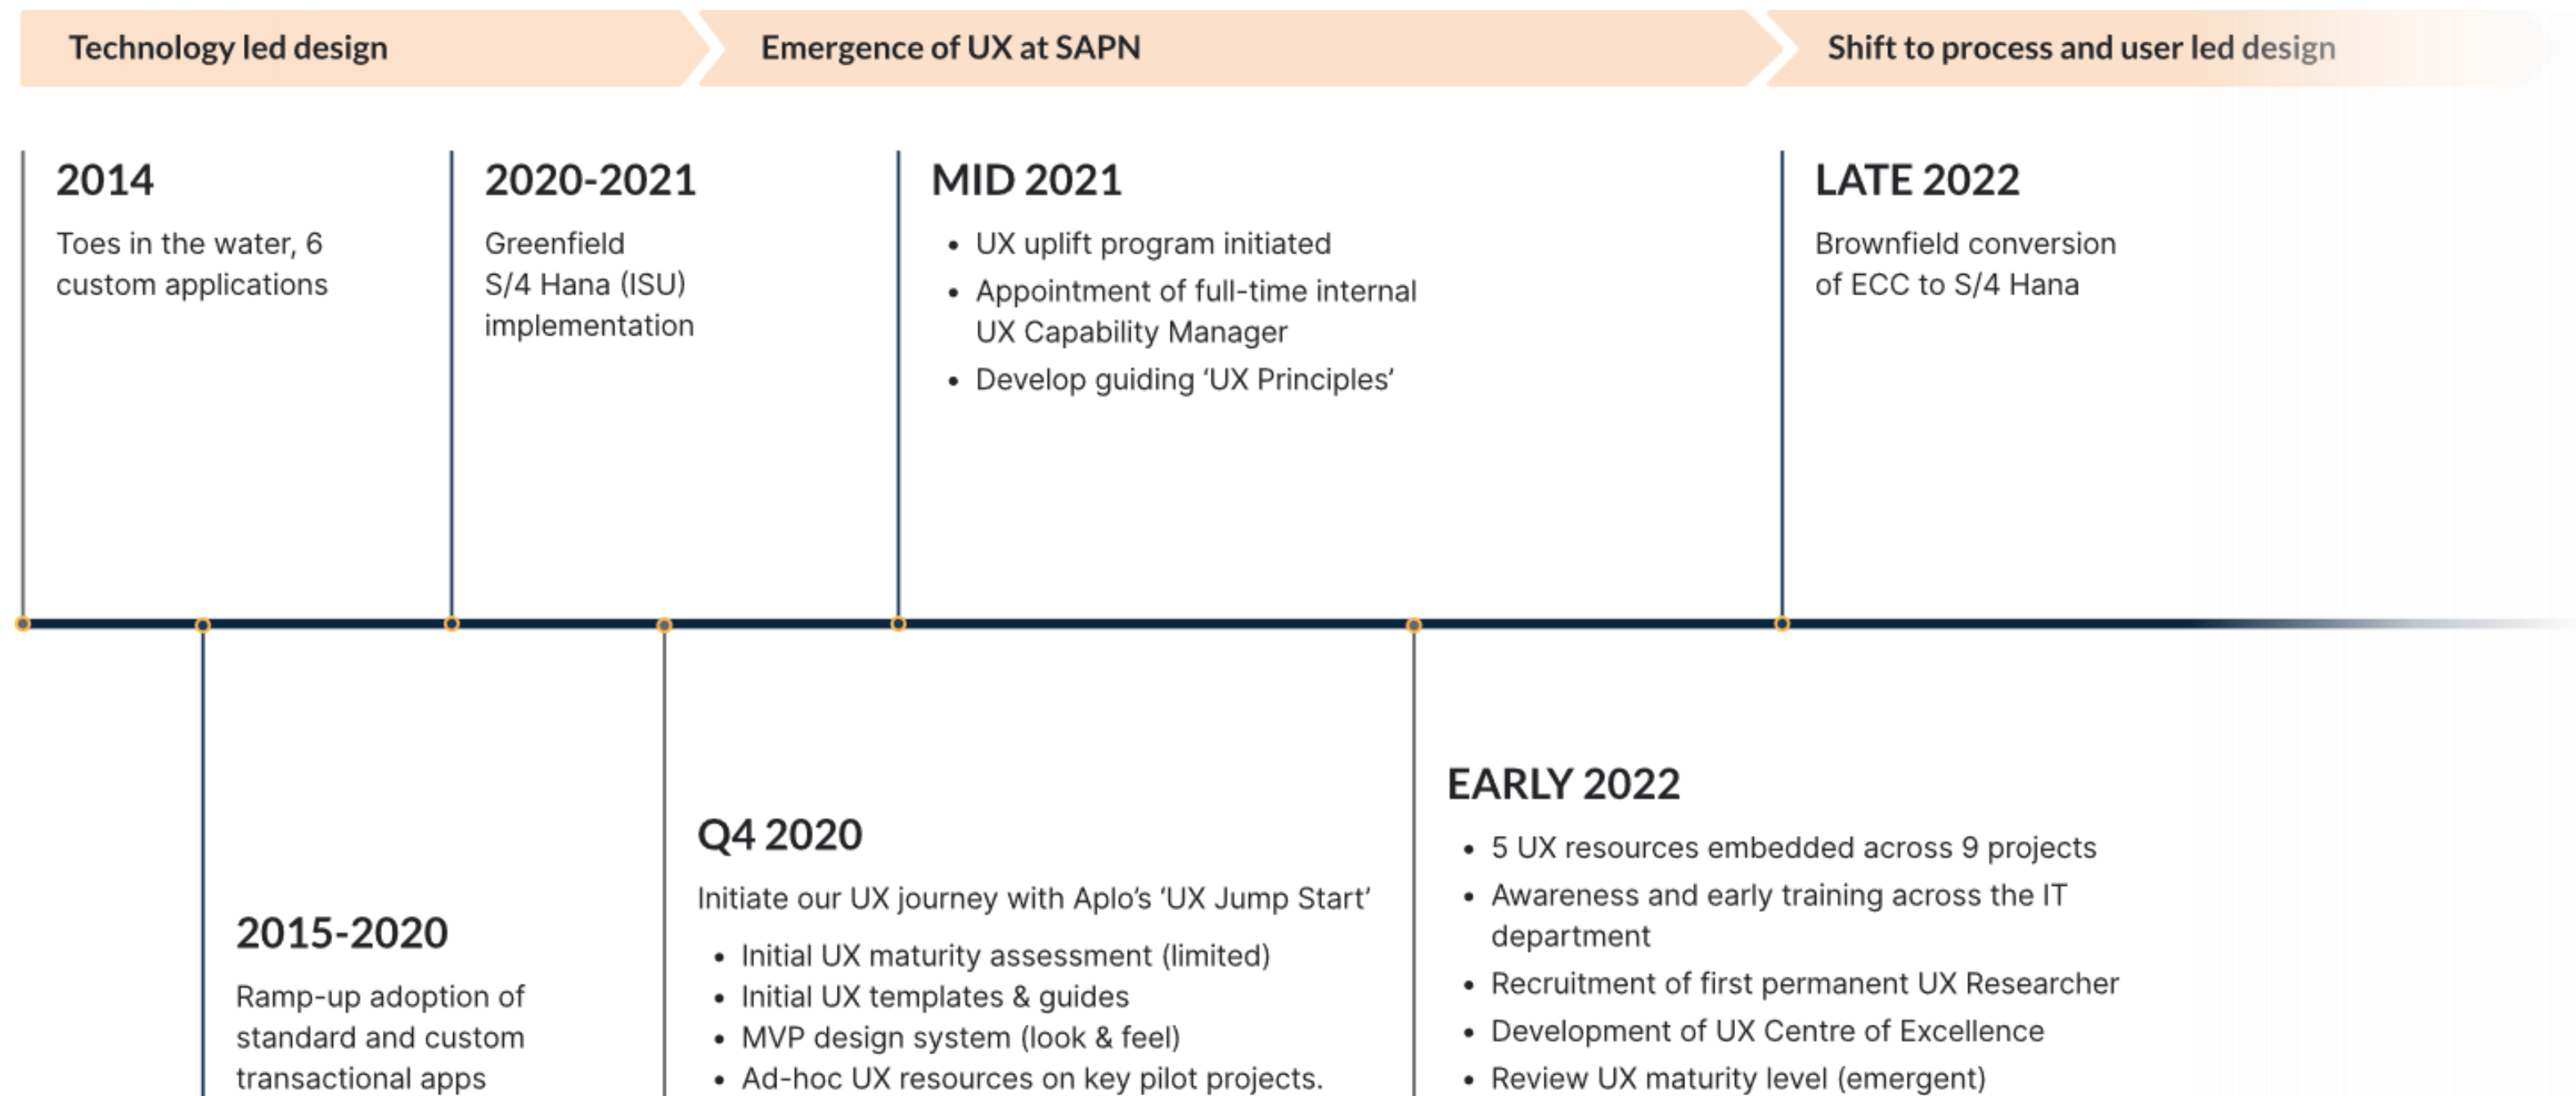 Technology led design
Emergence of UX at SAPN
Shift to process and user led design
2014
Toes in the water, 6
custom applications
2020-2021
Greenfield
S/4 Hana (ISU)
implementation
MID 2021
• UX uplift program initiated
• Appointment of full-time internal
UX Capability Manager
• Develop guiding ‘UX Principles’
LATE 2022
Brownfield conversion
of ECC to S/4 Hana
2015-2020
Ramp-up adoption of
standard and custom
transactional apps
Q4 2020
Initiate our UX journey with Aplo’s ‘UX Jump Start’
• Initial UX maturity assessment (limited)
• Initial UX templates & guides
• MVP design system (look & feel)
• Ad-hoc UX resources on key pilot projects.
EARLY 2022
• 5 UX resources embedded across 9 projects
• Awareness and early training across the IT
department
• Recruitment of first permanent UX Researcher
• Development of UX Centre of Excellence
• Review UX maturity level (emergent)